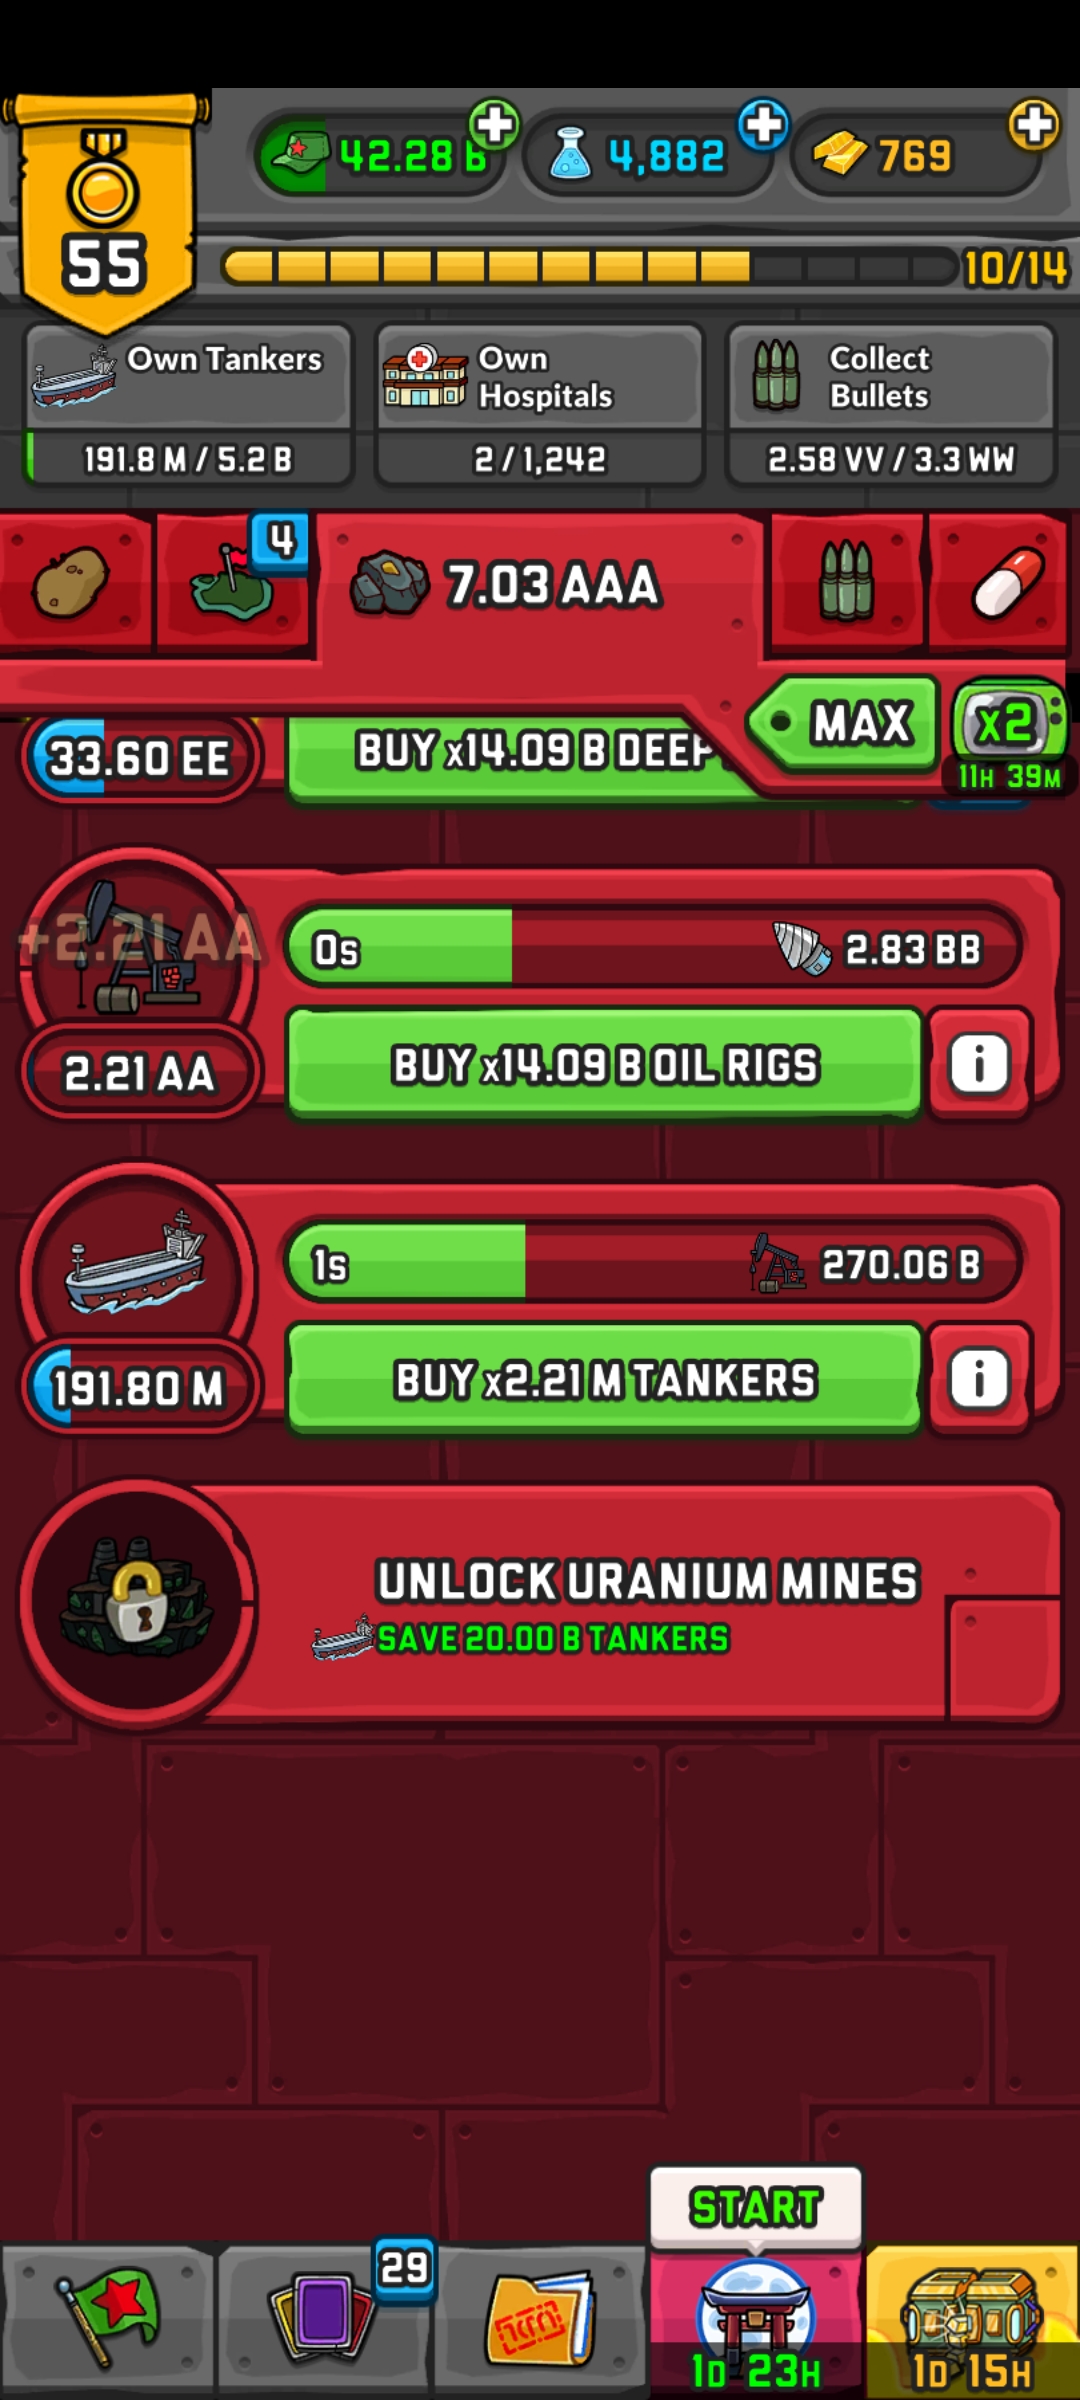 55
42.28 B
4,882
769
10/14
Own Tankers
191.8 M / 5.2 B
Own
Hospitals
2 / 1,242
Collect
Bullets
2.58 VV / 3.3 WW
4
7.03 AAA
MAX
x2
11H 39M
33.60 EE
BUY x14.09 B DEEP
+2.21 AA
0s
2.83 BB
2.21 AA
BUY x14.09 B OIL RIGS
i
1s
270.06 B
191.80 M
BUY x2.21 M TANKERS
i
UNLOCK URANIUM MINES
SAVE 20.00 B TANKERS
START
29
1D 23H
1D 15H